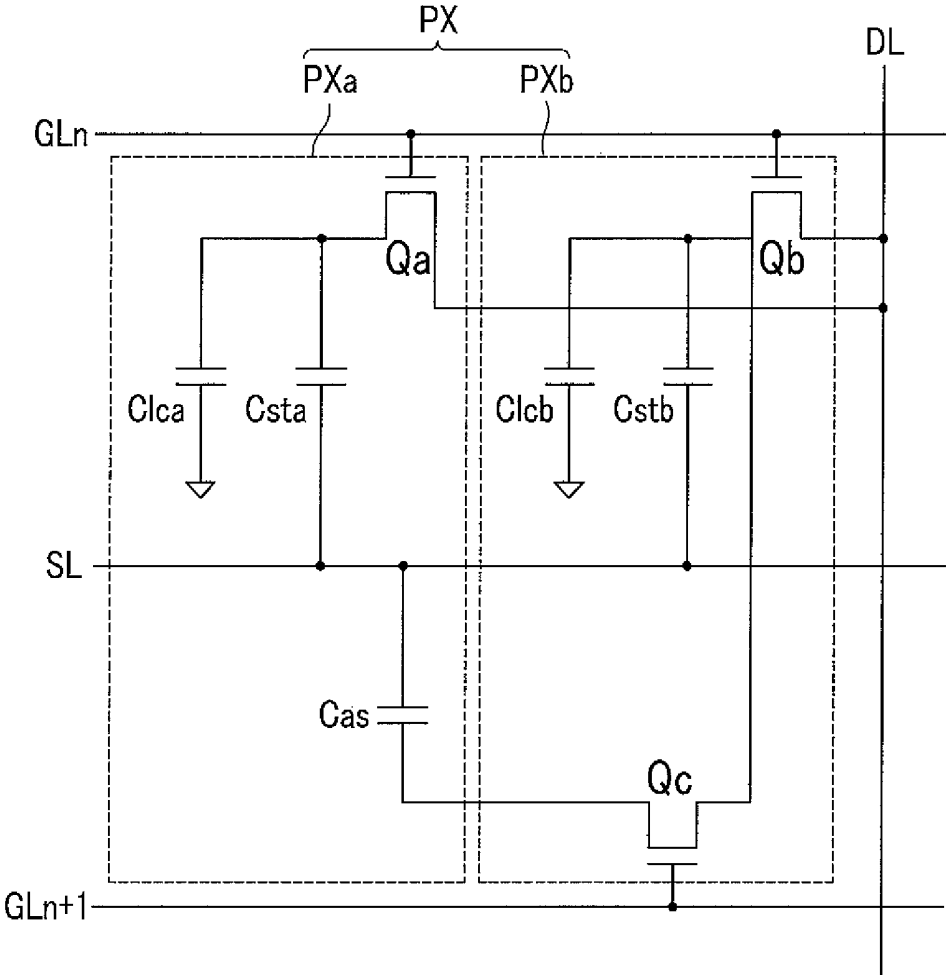 PX
DL
PXa
PXb
GLn
Qa
Qb
Clca
Csta
Clcb
Cstb
SL
Cas
Qc
GLn+1